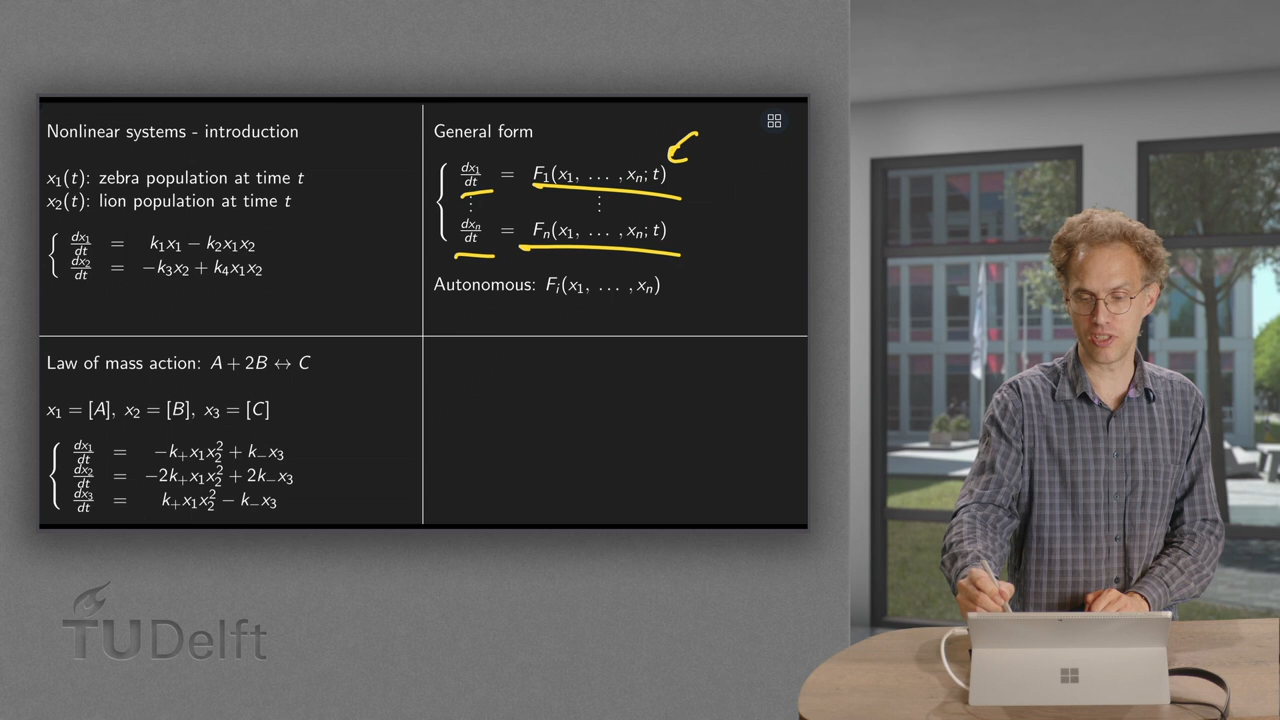 Nonlinear systems - introduction
x₁(t): zebra population at time t
x₂(t): lion population at time t
dx₁/dt = k₁x₁ − k₂x₁x₂
dx₂/dt = −k₃x₂ + k₄x₁x₂
General form
dx₁/dt = F₁(x₁, … , xₙ; t)
⋮ ⋮
dxₙ/dt = Fₙ(x₁, … , xₙ; t)
Autonomous: Fᵢ(x₁, … , xₙ)
Law of mass action: A + 2B ↔ C
x₁ = [A], x₂ = [B], x₃ = [C]
dx₁/dt = −k₊x₁x₂² + k₋x₃
dx₂/dt = −2k₊x₁x₂² + 2k₋x₃
dx₃/dt = k₊x₁x₂² − k₋x₃
TUDelft